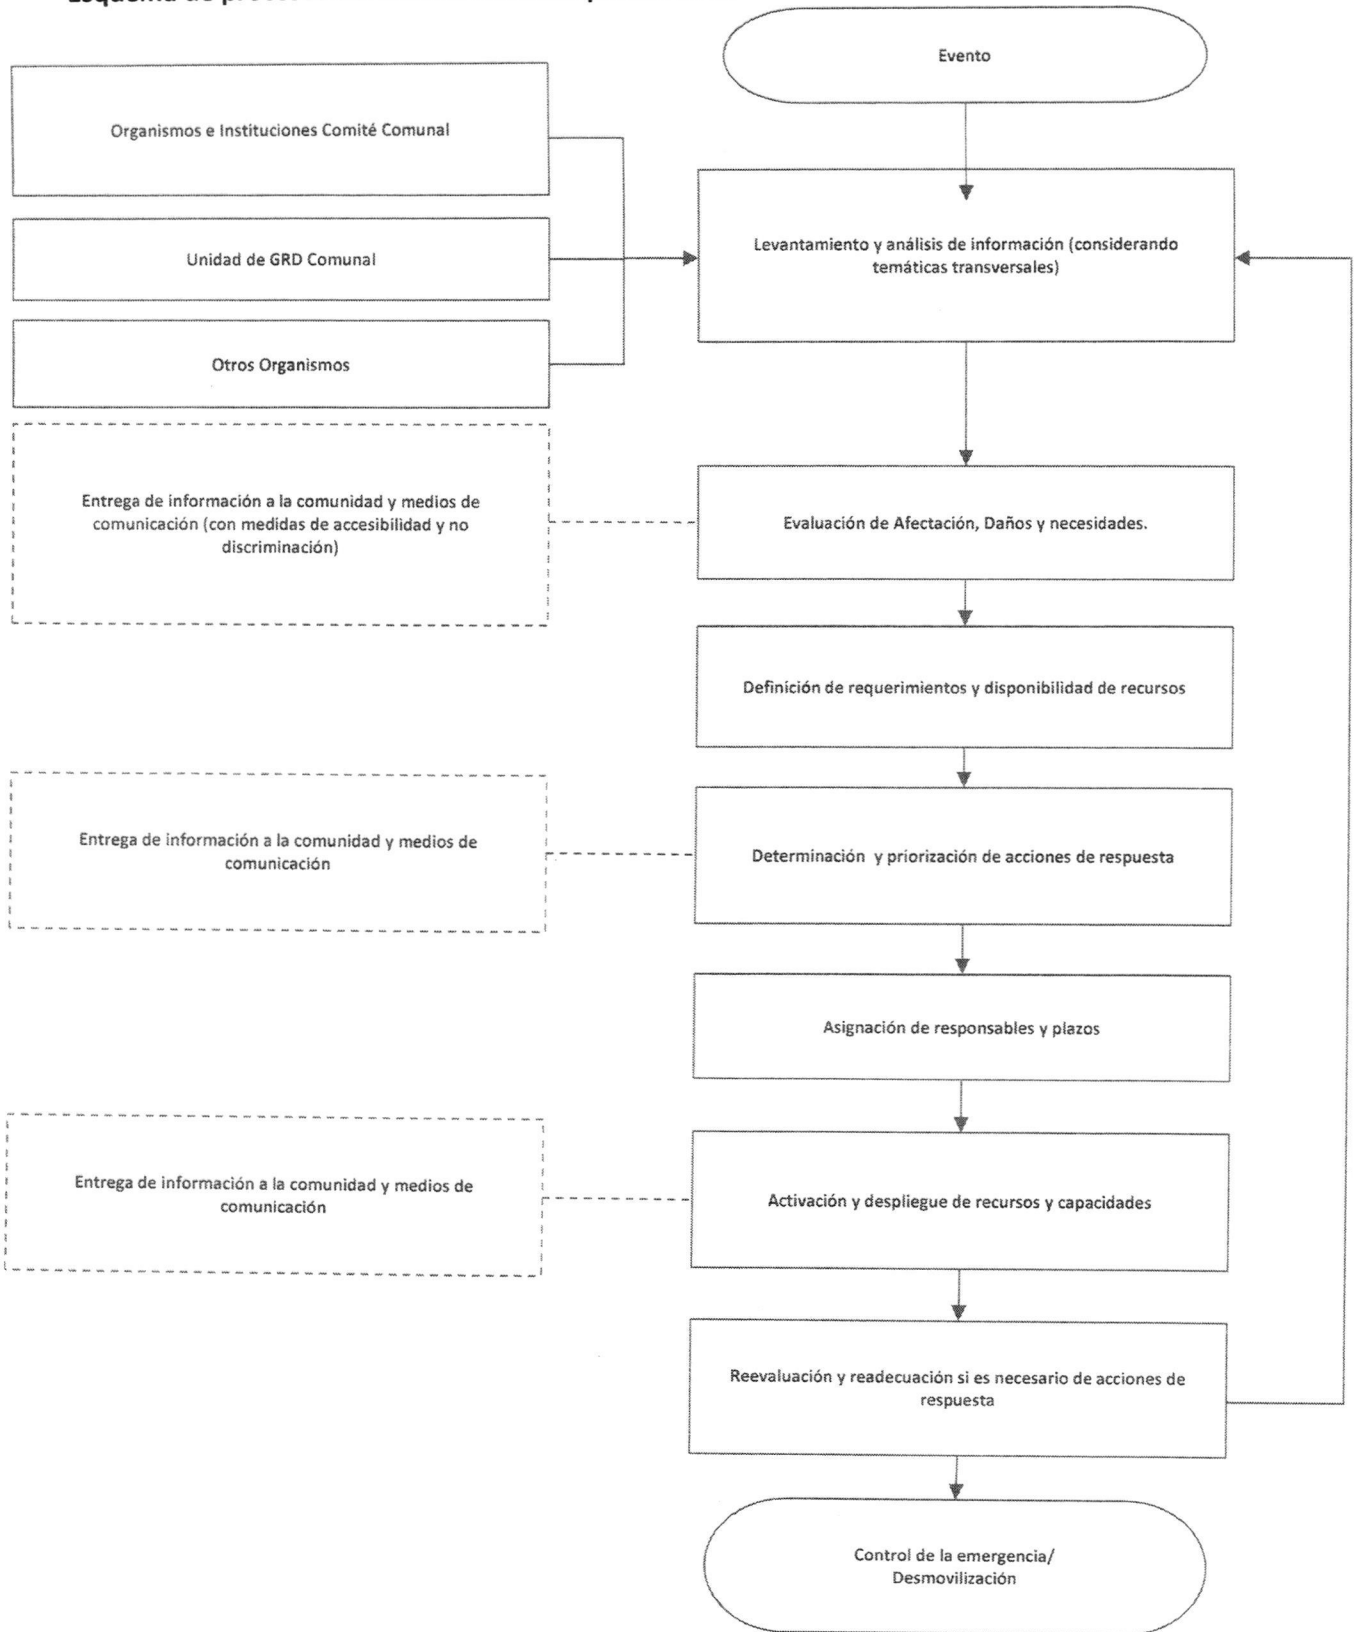 Evento
Organismos e Instituciones Comité Comunal
Levantamiento y análisis de información (considerando
temáticas transversales)
Unidad de GRD Comunal
Otros Organismos
Entrega de información a la comunidad y medios de
comunicación (con medidas de accesibilidad y no
discriminación)
Evaluación de Afectación, Daños y necesidades.
Definición de requerimientos y disponibilidad de recursos
Entrega de información a la comunidad y medios de
comunicación
Determinación y priorización de acciones de respuesta
Asignación de responsables y plazos
Entrega de información a la comunidad y medios de
comunicación
Activación y despliegue de recursos y capacidades
Reevaluación y readecuación si es necesario de acciones de
respuesta
Control de la emergencia/
Desmovilización